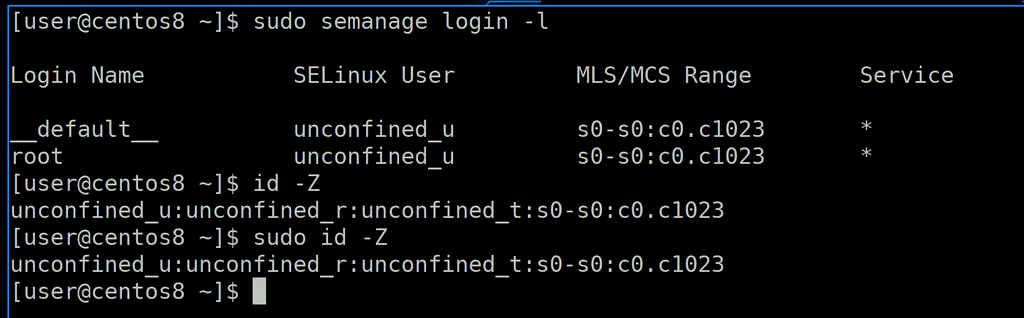 [user@centos8 ~]$ sudo semanage login -l
Login Name           SELinux User         MLS/MCS Range        Service
__default__          unconfined_u         s0-s0:c0.c1023       *
root                 unconfined_u         s0-s0:c0.c1023       *
[user@centos8 ~]$ id -Z
unconfined_u:unconfined_r:unconfined_t:s0-s0:c0.c1023
[user@centos8 ~]$ sudo id -Z
unconfined_u:unconfined_r:unconfined_t:s0-s0:c0.c1023
[user@centos8 ~]$